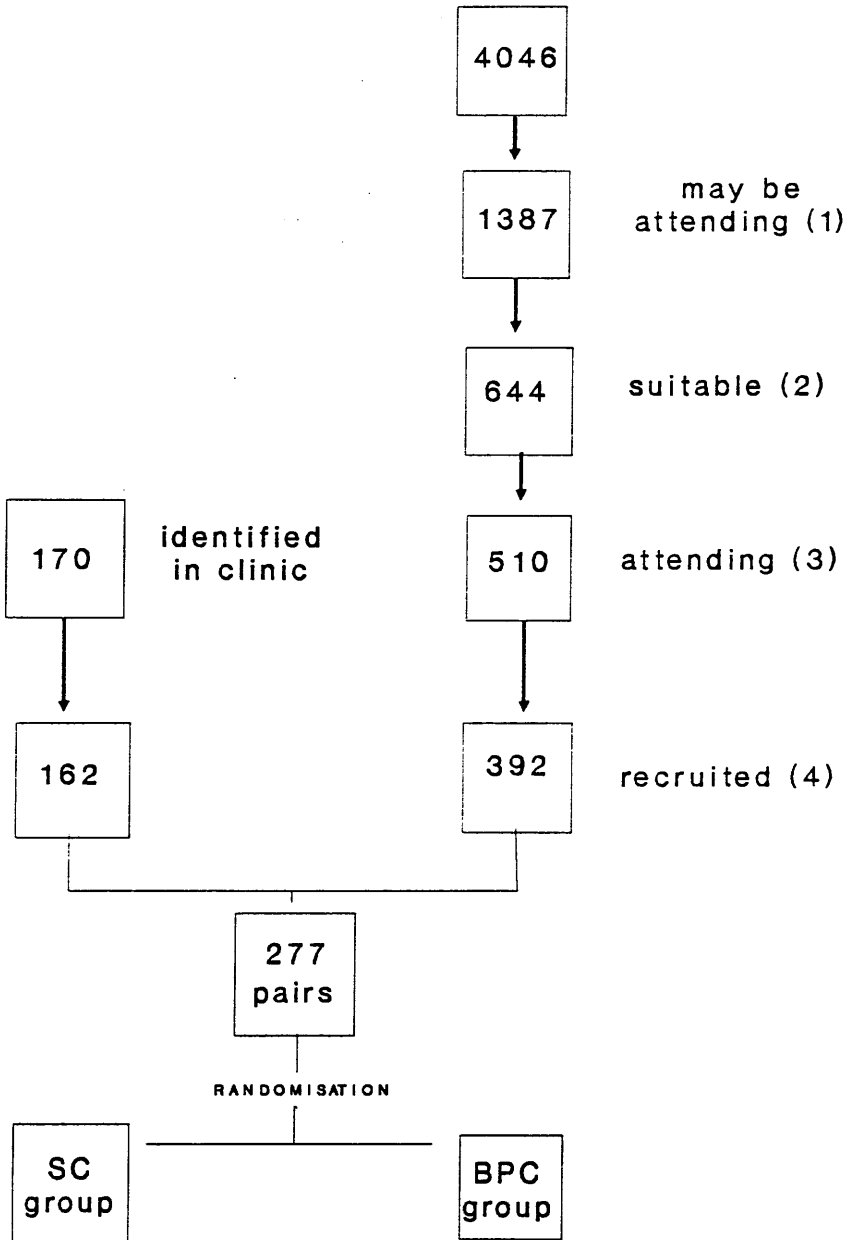 4046
1387
may be
attending (1)
644
suitable (2)
170
identified
in clinic
510
attending (3)
162
392
recruited (4)
277
pairs
RANDOMISATION
SC
group
BPC
group